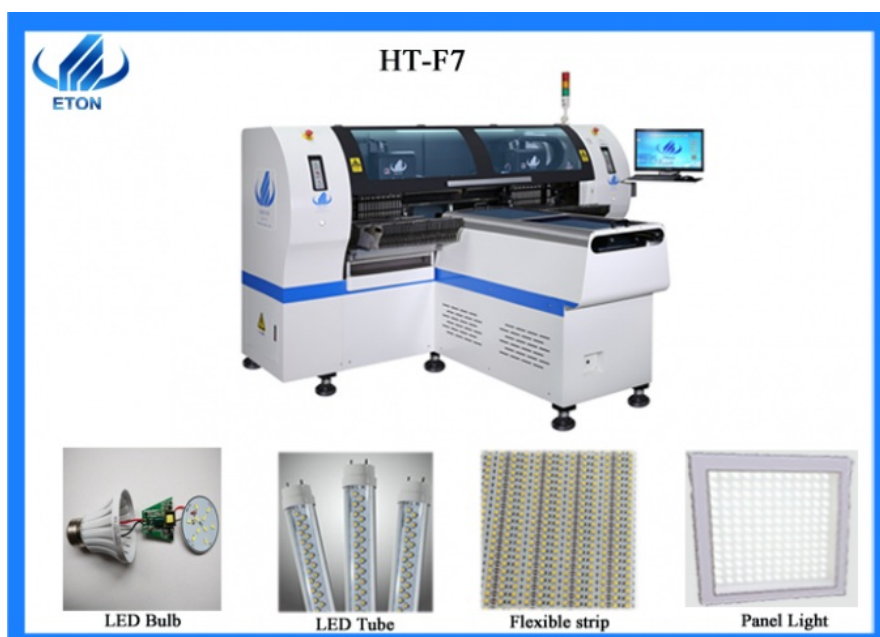 HT-F7
ETON
LED Bulb
LED Tube
Flexible strip
Panel Light